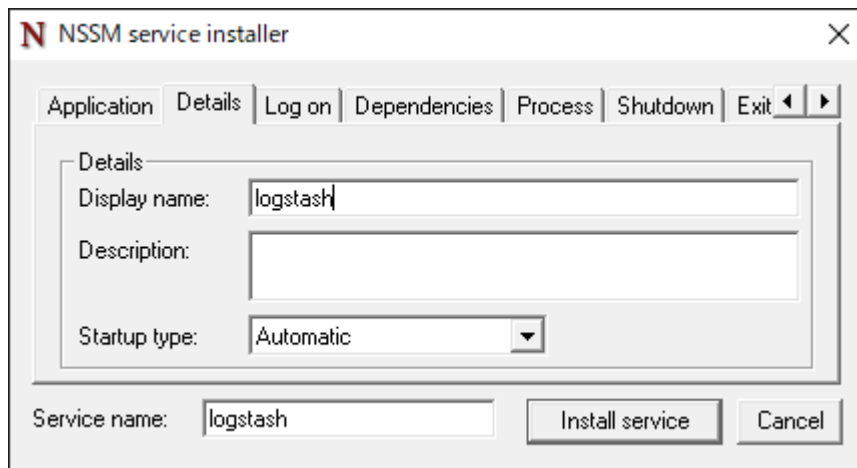 N NSSM service installer
Application Details Log on Dependencies Process Shutdown Exit
Details
Display name: logstash
Description:
Startup type: Automatic
Service name: logstash Install service Cancel